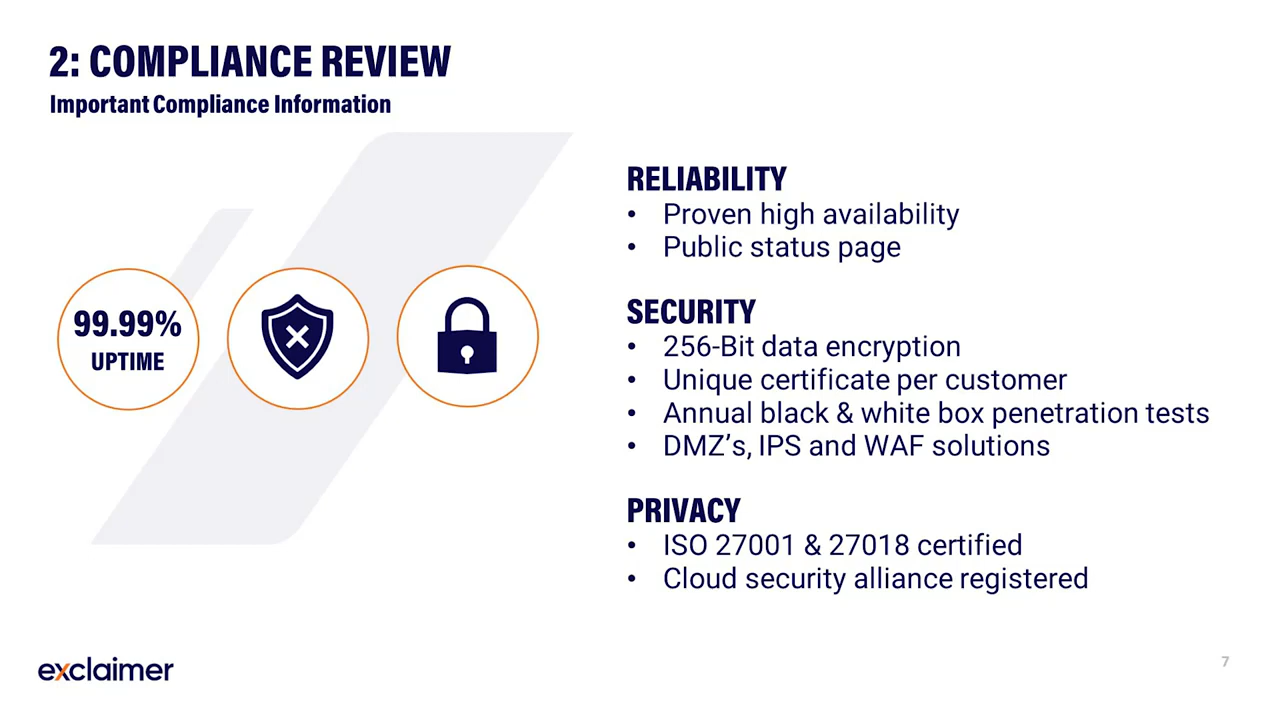 2: COMPLIANCE REVIEW
Important Compliance Information
99.99%
UPTIME
RELIABILITY
• Proven high availability
• Public status page
SECURITY
• 256-Bit data encryption
• Unique certificate per customer
• Annual black & white box penetration tests
• DMZ’s, IPS and WAF solutions
PRIVACY
• ISO 27001 & 27018 certified
• Cloud security alliance registered
exclaimer
7